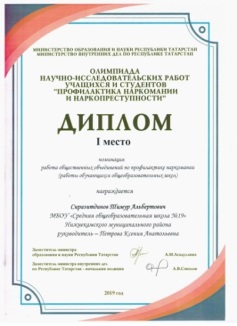 МИНИСТЕРСТВО ОБРАЗОВАНИЯ И НАУКИ РЕСПУБЛИКИ ТАТАРСТАН
МИНИСТЕРСТВО ВНУТРЕННИХ ДЕЛ ПО РЕСПУБЛИКЕ ТАТАРСТАН
ОЛИМПИАДА
НАУЧНО-ИССЛЕДОВАТЕЛЬСКИХ РАБОТ
УЧАЩИХСЯ И СТУДЕНТОВ
"ПРОФИЛАКТИКА НАРКОМАНИИ
И НАРКОПРЕСТУПНОСТИ"
ДИПЛОМ
I место
номинация
работа общественных объединений по профилактике наркомании
(работы обучающихся общеобразовательных школ)
награждается
Сиразитдинов Тимур Альбертович
МБОУ «Средняя общеобразовательная школа №19»
Нижнекамского муниципального района
руководитель – Петрова Ксения Анатольевна
Заместитель министра
образования и науки Республики Татарстан
Заместитель министра внутренних дел
по Республике Татарстан - начальник полиции
2019 год